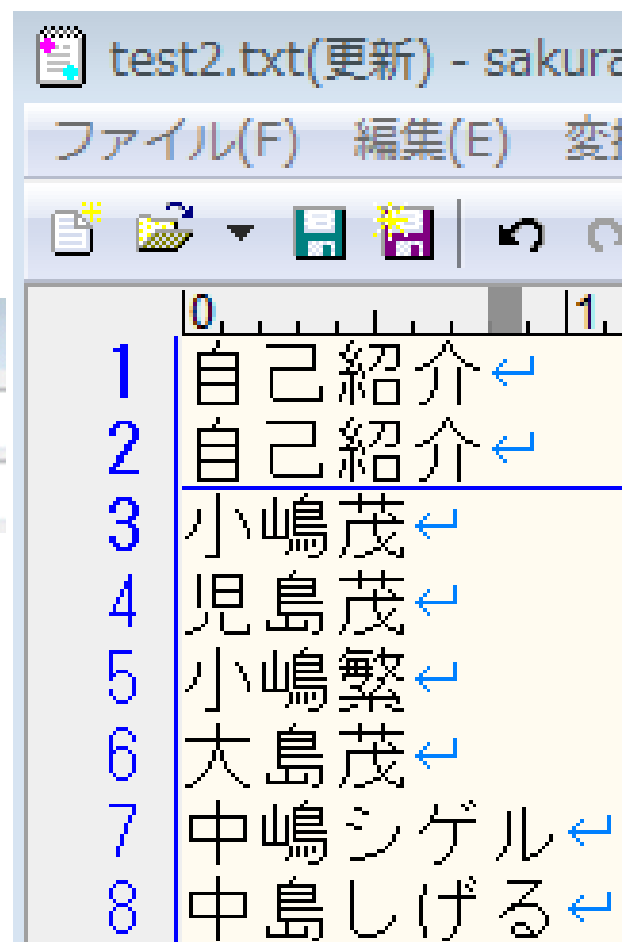 test2.txt(更新) - sakura
ファイル(F) 編集(E) 変換
0 1
1 自己紹介↵
2 自己紹介↵
3 小嶋茂↵
4 児島茂↵
5 小嶋繁↵
6 大島茂↵
7 中嶋シゲル↵
8 中島しげる↵